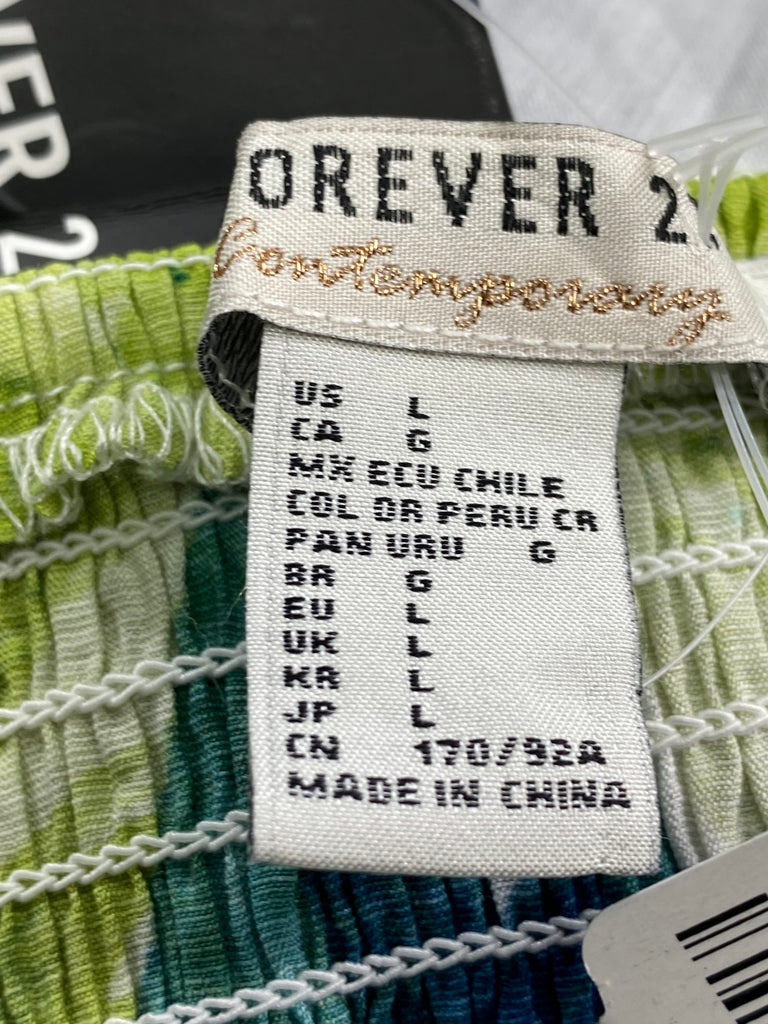 VER 2
OREVER 21
Contemporary
US L
CA G
MX ECU CHILE
COL OR PERU CR
PAN URU G
BR G
EU L
UK L
KR L
JP L
CN 170/92A
MADE IN CHINA